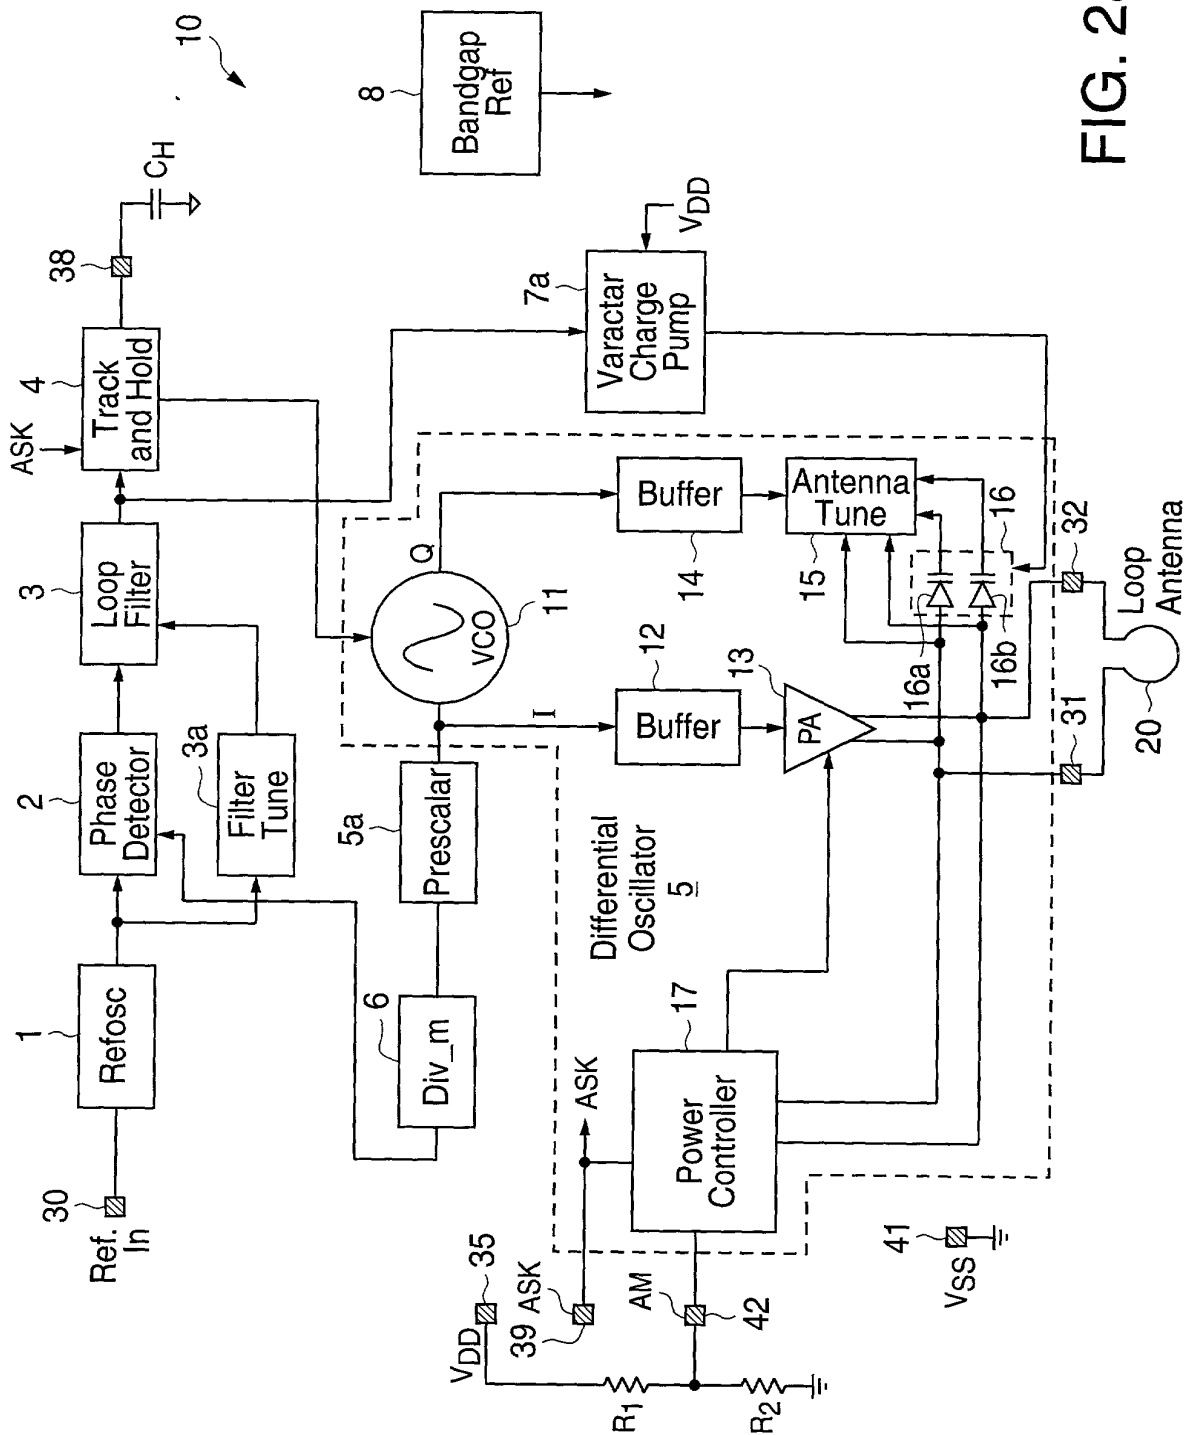 10
8
Bandgap
Ref
FIG. 2
CH
38
4
ASK
Track
and Hold
3
Loop
Filter
2
Phase
Detector
3a
Filter
Tune
1
Refosc
30
Ref.
In
VDD
7a
Varactar
Charge
Pump
Q
VCO
11
I
5a
Prescalar
6
Div_m
Buffer
14
12
Buffer
Antenna
Tune
15
13
PA
16
16a
16b
32
Loop
Antenna
31
20
Differential
Oscillator
5
17
Power
Controller
ASK
35
VDD
ASK
39
AM
42
R1
R2
41
VSS